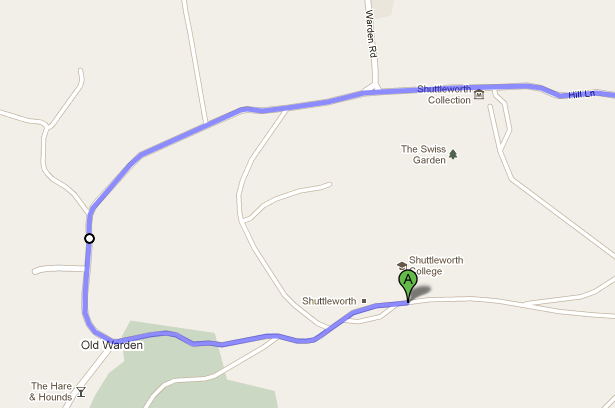 Warden Rd
Shuttleworth
Collection
Hill Ln
The Swiss
Garden
Shuttleworth
College
A
Shuttleworth
Old Warden
The Hare
& Hounds